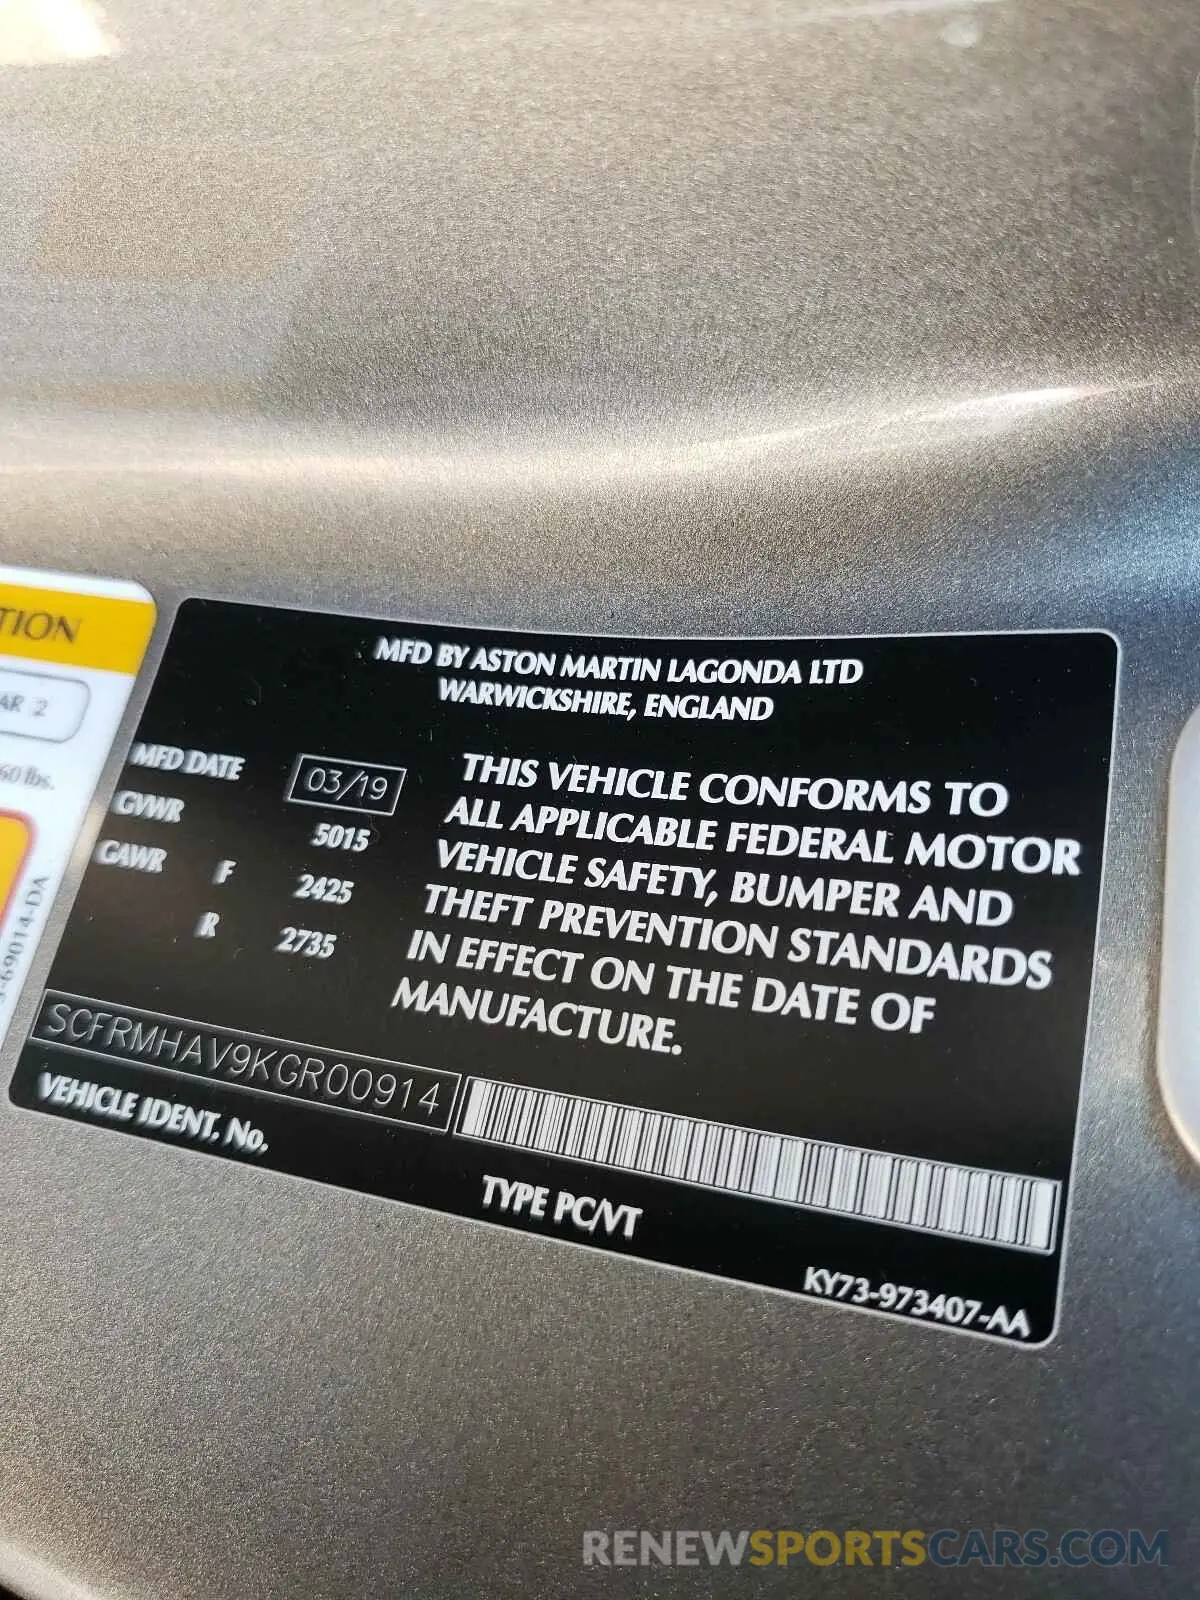 TION
AR 2
60 lbs.
3-69014-DA
MFD BY ASTON MARTIN LAGONDA LTD
WARWICKSHIRE, ENGLAND
MFD DATE 03/19
GVWR 5015
GAWR F 2425
R 2735
THIS VEHICLE CONFORMS TO
ALL APPLICABLE FEDERAL MOTOR
VEHICLE SAFETY, BUMPER AND
THEFT PREVENTION STANDARDS
IN EFFECT ON THE DATE OF
MANUFACTURE.
SCFRMHAV9KGR00914
VEHICLE IDENT. No.
TYPE PC/VT
KY73-973407-AA
RENEWSPORTSCARS.COM